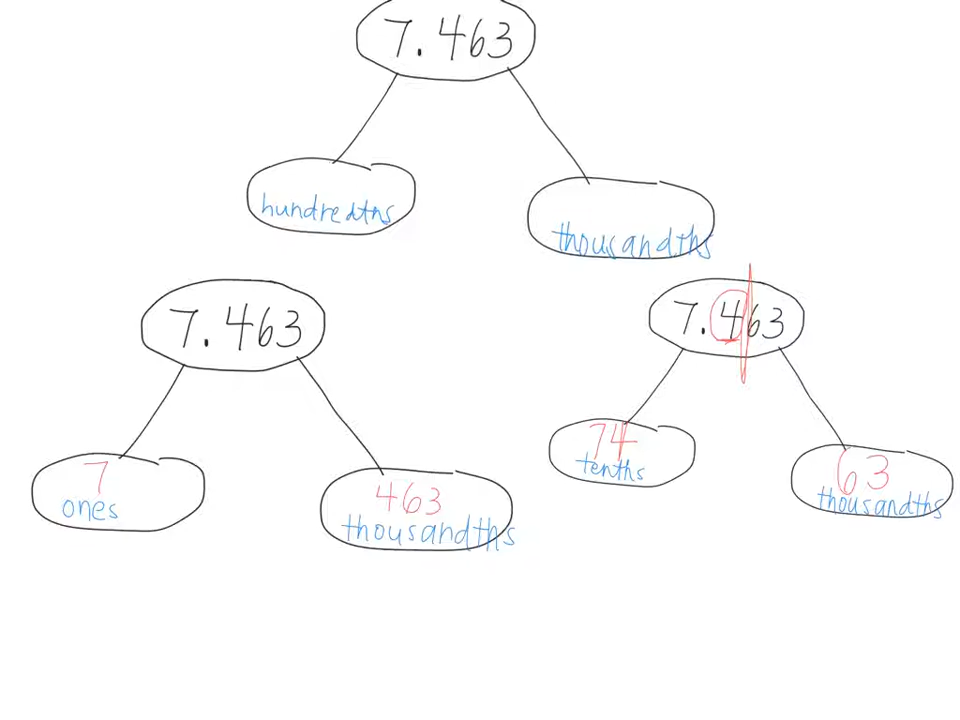 7.463
hundredths
thousandths
7.463
7
ones
463
thousandths
7.463
74
tenths
63
thousandths